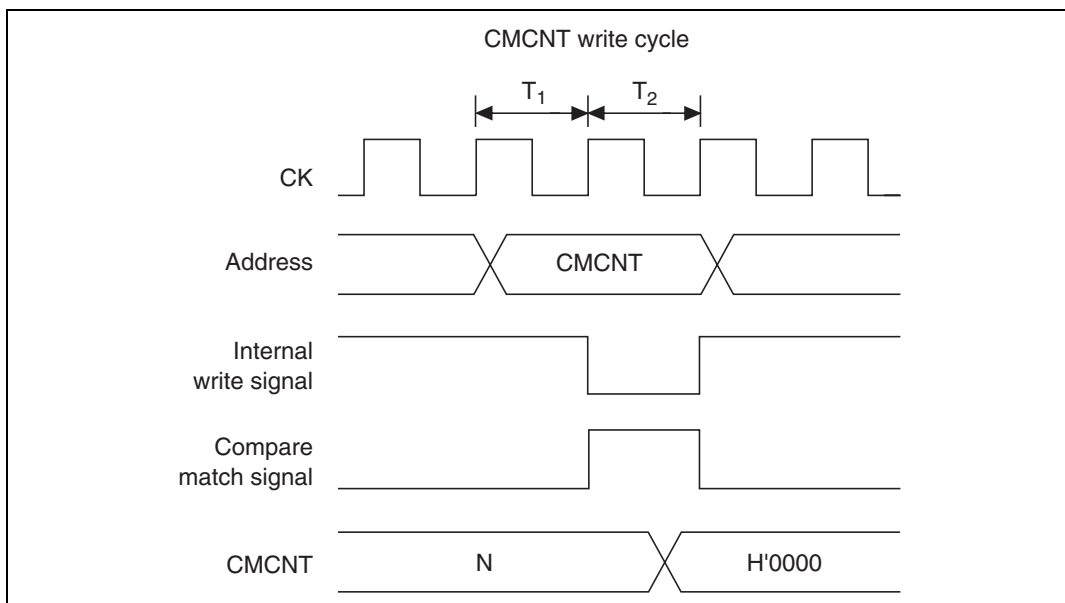 CMCNT write cycle
T1 T2
CK
Address CMCNT
Internal
write signal
Compare
match signal
CMCNT N H'0000